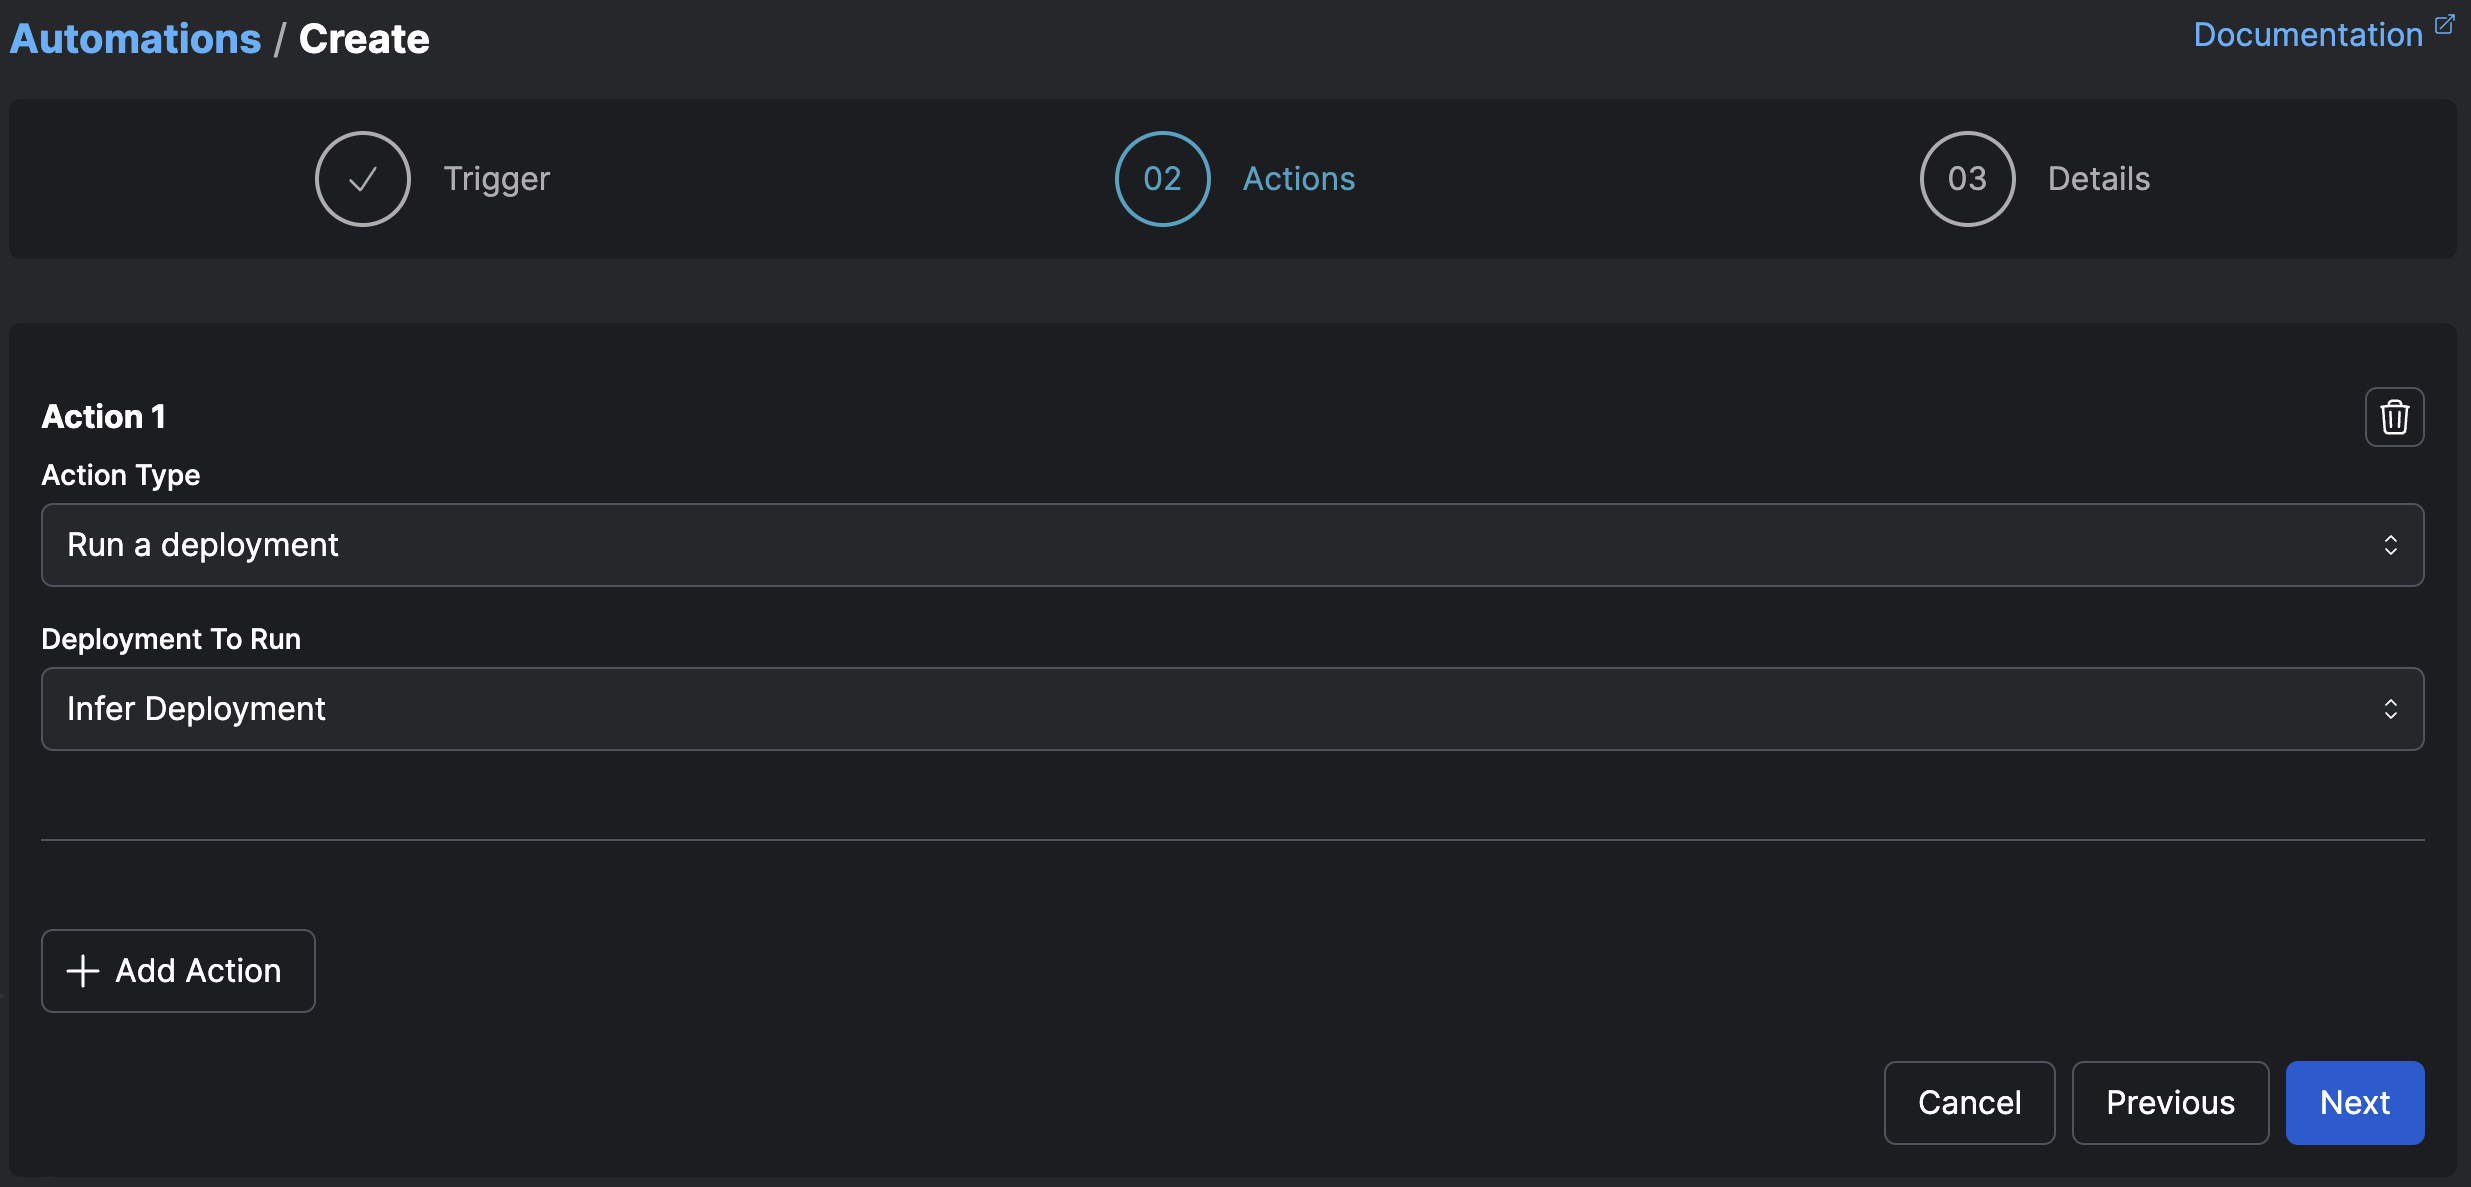 Automations / Create
Documentation
Trigger
02 Actions
03 Details
Action 1
Action Type
Run a deployment
Deployment To Run
Infer Deployment
Add Action
Cancel
Previous
Next